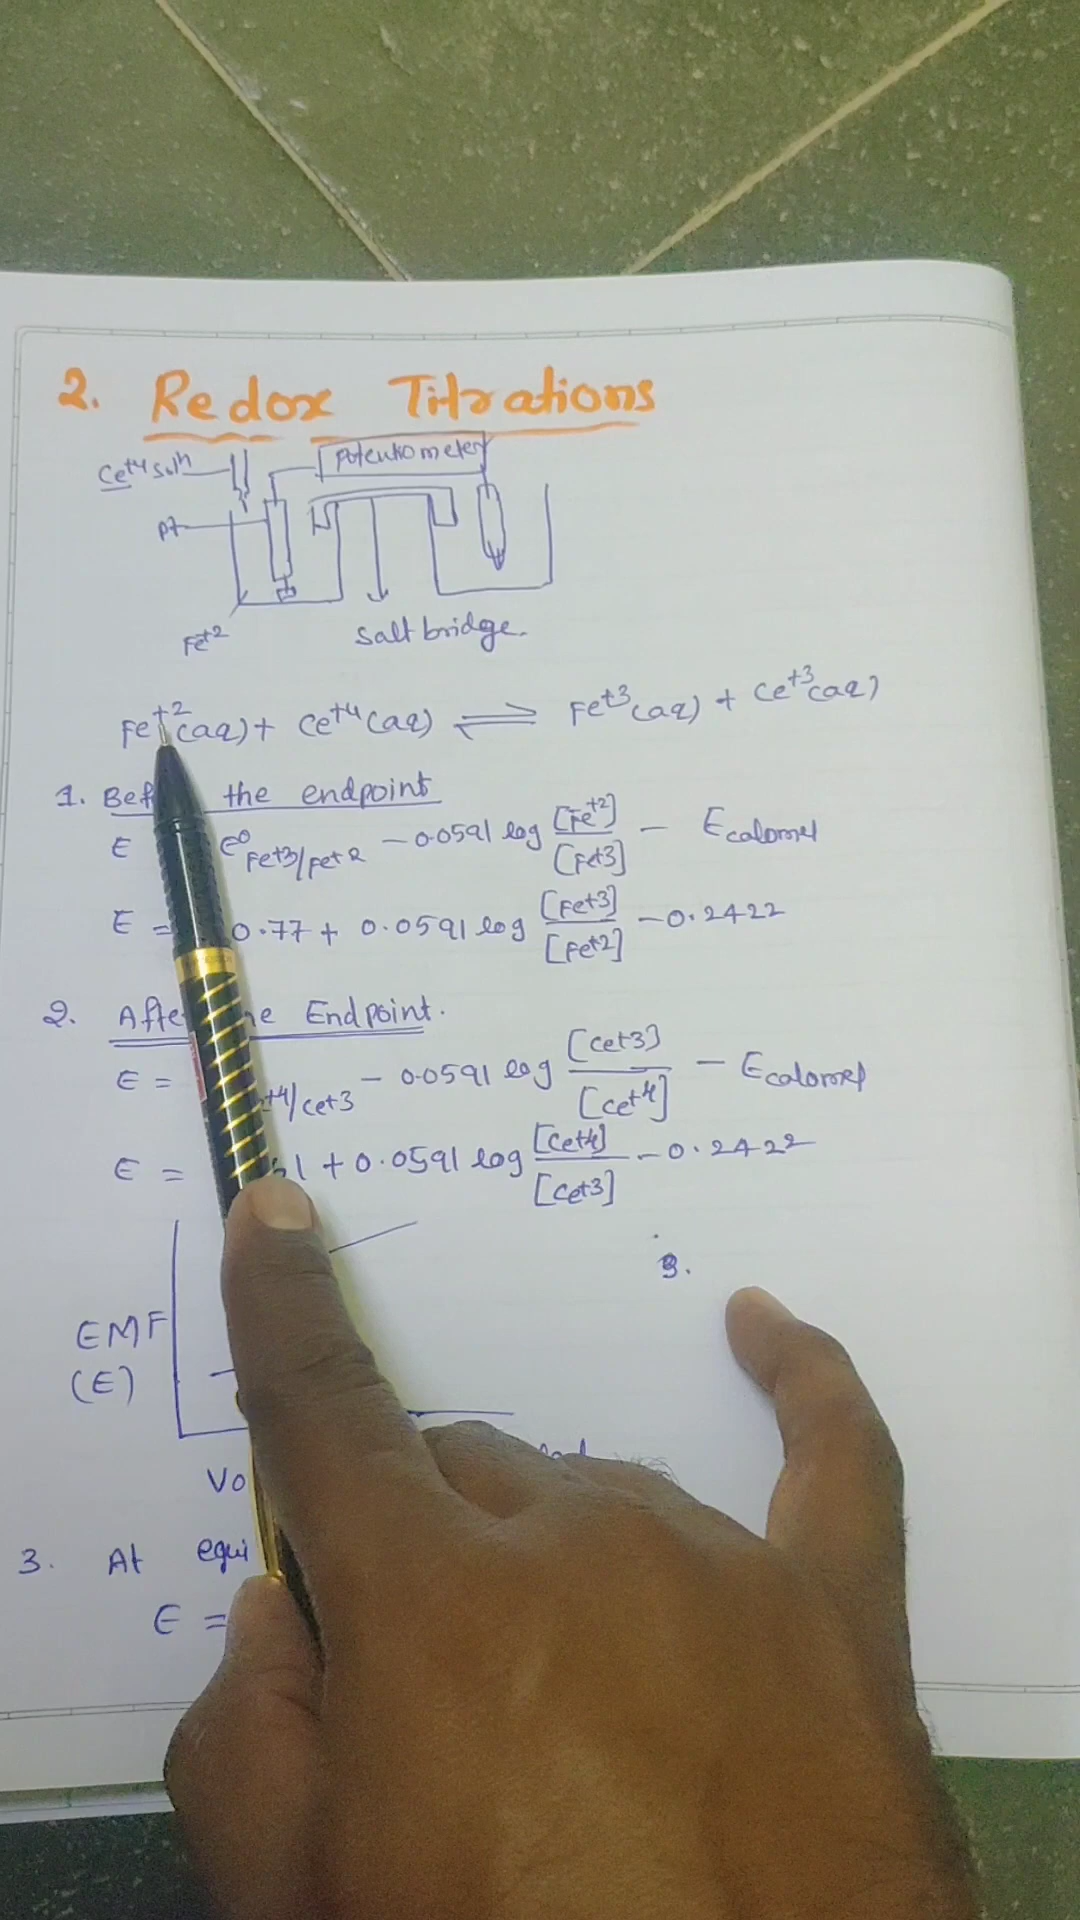 2. Redox Titrations
Ce+4 soln
Potentiometer
Pt
Fe+2
Salt bridge.
Fe+2(aq) + Ce+4(aq) ⇌ Fe+3(aq) + Ce+3(aq)
1. Bef the endpoint
E E⁰Fe+3/Fe+2 - 0.0591 log [Fe+2]/[Fe+3] - Ecalomel
E = 0.77 + 0.0591 log [Fe+3]/[Fe+2] - 0.2422
2. After the Endpoint.
E = +4/Ce+3 - 0.0591 log [Ce+3]/[Ce+4] - Ecalomel
E = 61 + 0.0591 log [Ce+4]/[Ce+3] - 0.2422
3.
EMF
(E)
Vo
3. At equi
E =